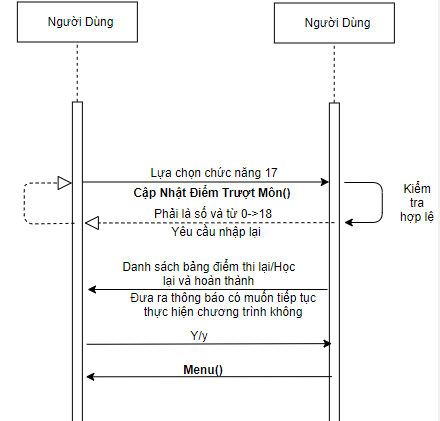 Người Dùng
Người Dùng
Lựa chọn chức năng 17
Cập Nhật Điểm Trượt Môn()
Kiểm
tra
hợp lệ
Phải là số và từ 0->18
Yêu cầu nhập lại
Danh sách bảng điểm thi lại/Học
lại và hoàn thành
Đưa ra thông báo có muốn tiếp tục
thực hiện chương trình không
Y/y
Menu()